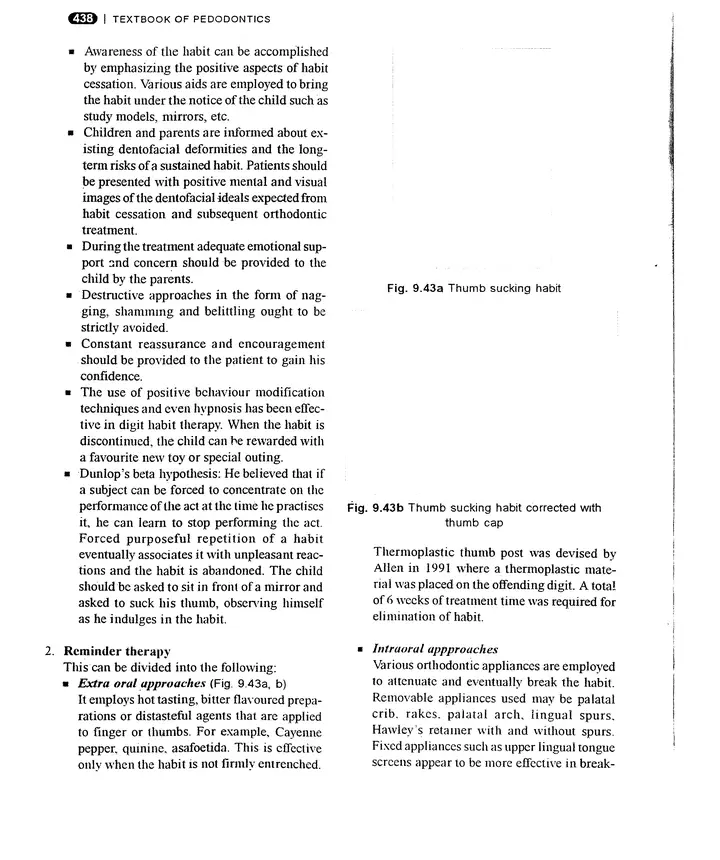 438 | TEXTBOOK OF PEDODONTICS
▪ Awareness of the habit can be accomplished
by emphasizing the positive aspects of habit
cessation. Various aids are employed to bring
the habit under the notice of the child such as
study models, mirrors, etc.
▪ Children and parents are informed about ex-
isting dentofacial deformities and the long-
term risks of a sustained habit. Patients should
be presented with positive mental and visual
images of the dentofacial ideals expected from
habit cessation and subsequent orthodontic
treatment.
▪ During the treatment adequate emotional sup-
port and concern should be provided to the
child by the parents.
▪ Destructive approaches in the form of nag-
ging, shamming and belittling ought to be
strictly avoided.
▪ Constant reassurance and encouragement
should be provided to the patient to gain his
confidence.
▪ The use of positive behaviour modification
techniques and even hypnosis has been effec-
tive in digit habit therapy. When the habit is
discontinued, the child can be rewarded with
a favourite new toy or special outing.
▪ Dunlop's beta hypothesis: He believed that if
a subject can be forced to concentrate on the
performance of the act at the time he practises
it, he can learn to stop performing the act.
Forced purposeful repetition of a habit
eventually associates it with unpleasant reac-
tions and the habit is abandoned. The child
should be asked to sit in front of a mirror and
asked to suck his thumb, observing himself
as he indulges in the habit.
2. Reminder therapy
This can be divided into the following:
▪ Extra oral approaches (Fig. 9.43a, b)
It employs hot tasting, bitter flavoured prepa-
rations or distasteful agents that are applied
to finger or thumbs. For example, Cayenne
pepper, quinine, asafoetida. This is effective
only when the habit is not firmly entrenched.
Fig. 9.43a Thumb sucking habit
Fig. 9.43b Thumb sucking habit corrected with
thumb cap
Thermoplastic thumb post was devised by
Allen in 1991 where a thermoplastic mate-
rial was placed on the offending digit. A total
of 6 weeks of treatment time was required for
elimination of habit.
▪ Intraoral appproaches
Various orthodontic appliances are employed
to attenuate and eventually break the habit.
Removable appliances used may be palatal
crib, rakes, palatal arch, lingual spurs,
Hawley's retainer with and without spurs.
Fixed appliances such as upper lingual tongue
screens appear to be more effective in break-